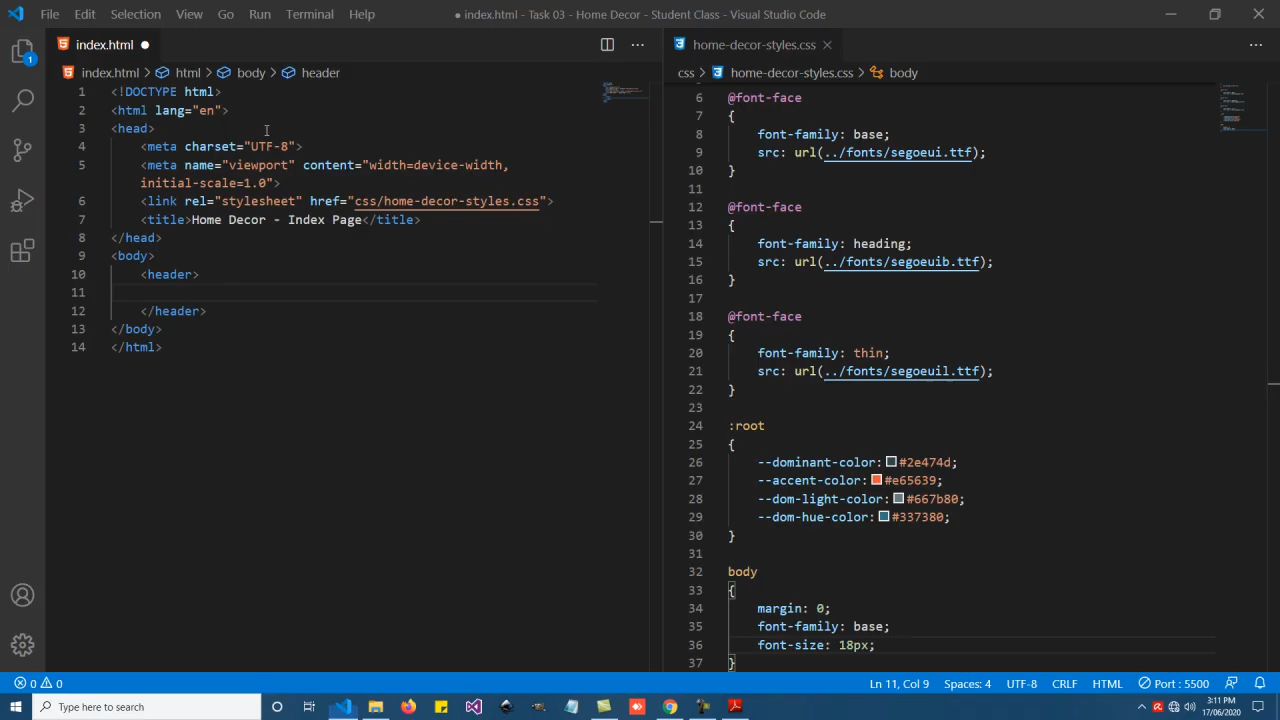 File Edit Selection View Go Run Terminal Help
● index.html - Task 03 - Home Decor - Student Class - Visual Studio Code
index.html ●
home-decor-styles.css ×
index.html > html > body > header
css > home-decor-styles.css > body
1 <!DOCTYPE html>
2 <html lang="en">
3 <head>
4 <meta charset="UTF-8">
5 <meta name="viewport" content="width=device-width,
initial-scale=1.0">
6 <link rel="stylesheet" href="css/home-decor-styles.css">
7 <title>Home Decor - Index Page</title>
8 </head>
9 <body>
10 <header>
11
12 </header>
13 </body>
14 </html>
6 @font-face
7 {
8 font-family: base;
9 src: url(../fonts/segoeui.ttf);
10 }
11
12 @font-face
13 {
14 font-family: heading;
15 src: url(../fonts/segoeuib.ttf);
16 }
17
18 @font-face
19 {
20 font-family: thin;
21 src: url(../fonts/segoeuil.ttf);
22 }
23
24 :root
25 {
26 --dominant-color: #2e474d;
27 --accent-color: #e65639;
28 --dom-light-color: #667b80;
29 --dom-hue-color: #337380;
30 }
31
32 body
33 {
34 margin: 0;
35 font-family: base;
36 font-size: 18px;
37 }
1
0 0
Ln 11, Col 9 Spaces: 4 UTF-8 CRLF HTML Port : 5500
Type here to search
3:11 PM
17/06/2020